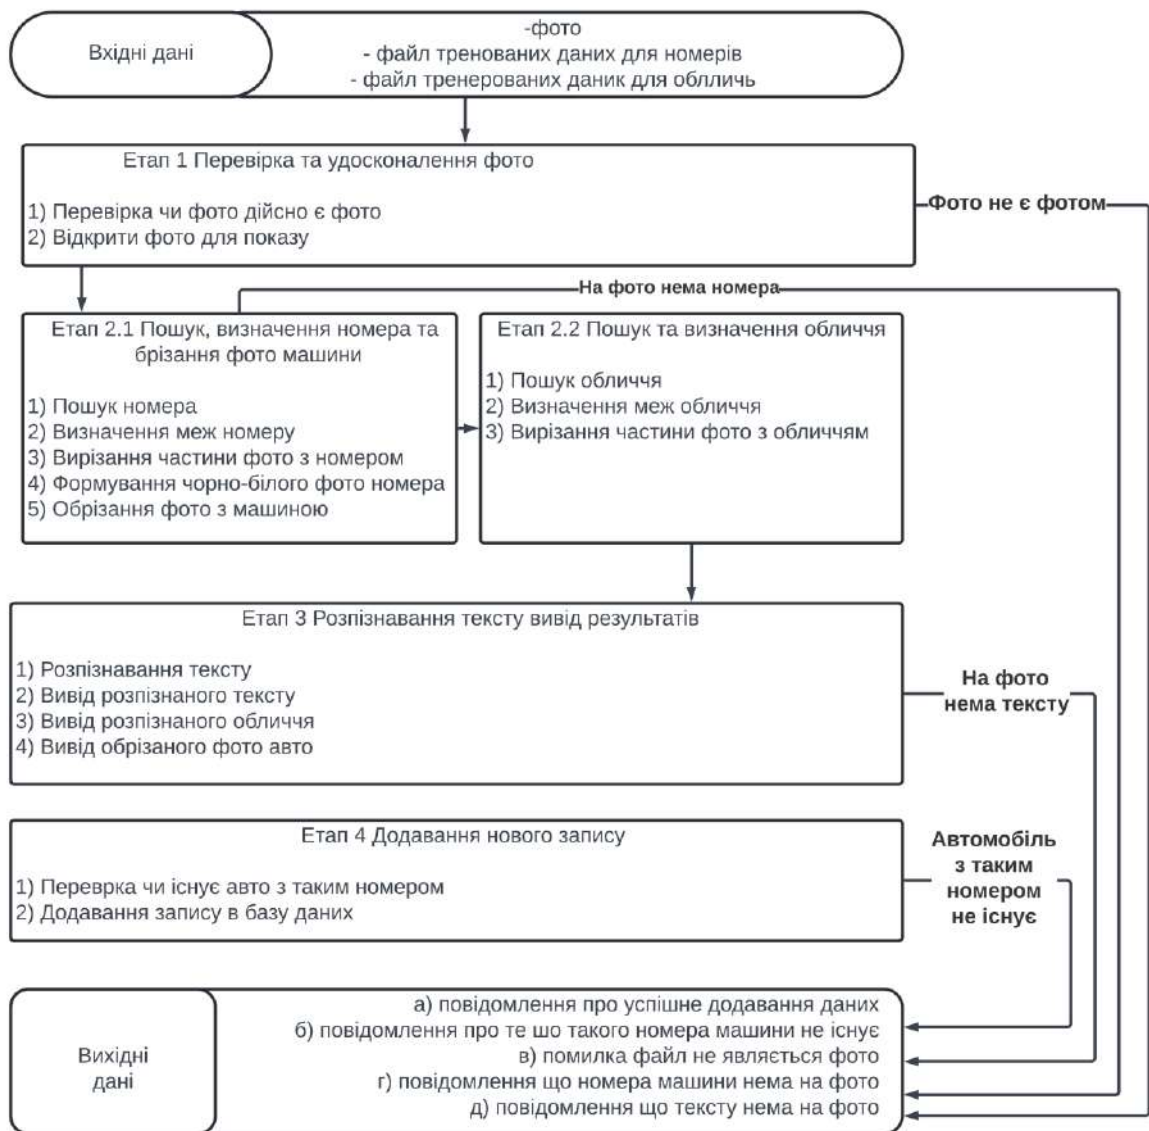 Вхідні дані
-фото
- файл тренованих даних для номерів
- файл тренерованих даник для облличь
Етап 1 Перевірка та удосконалення фото
1) Перевірка чи фото дійсно є фото
2) Відкрити фото для показу
Фото не є фотом
На фото нема номера
Етап 2.1 Пошук, визначення номера та
брізання фото машини
1) Пошук номера
2) Визначення меж номеру
3) Вирізання частини фото з номером
4) Формування чорно-білого фото номера
5) Обрізання фото з машиною
Етап 2.2 Пошук та визначення обличчя
1) Пошук обличчя
2) Визначення меж обличчя
3) Вирізання частини фото з обличчям
Етап 3 Розпізнавання тексту вивід результатів
1) Розпізнавання тексту
2) Вивід розпізнаного тексту
3) Вивід розпізнаного обличчя
4) Вивід обрізаного фото авто
На фото
нема тексту
Етап 4 Додавання нового запису
1) Переврка чи існує авто з таким номером
2) Додавання запису в базу даних
Автомобіль
з таким
номером
не існує
Вихідні
дані
а) повідомлення про успішне додавання даних
б) повідомлення про те шо такого номера машини не існує
в) помилка файл не являється фото
г) повідомлення що номера машини нема на фото
д) повідомлення що тексту нема на фото